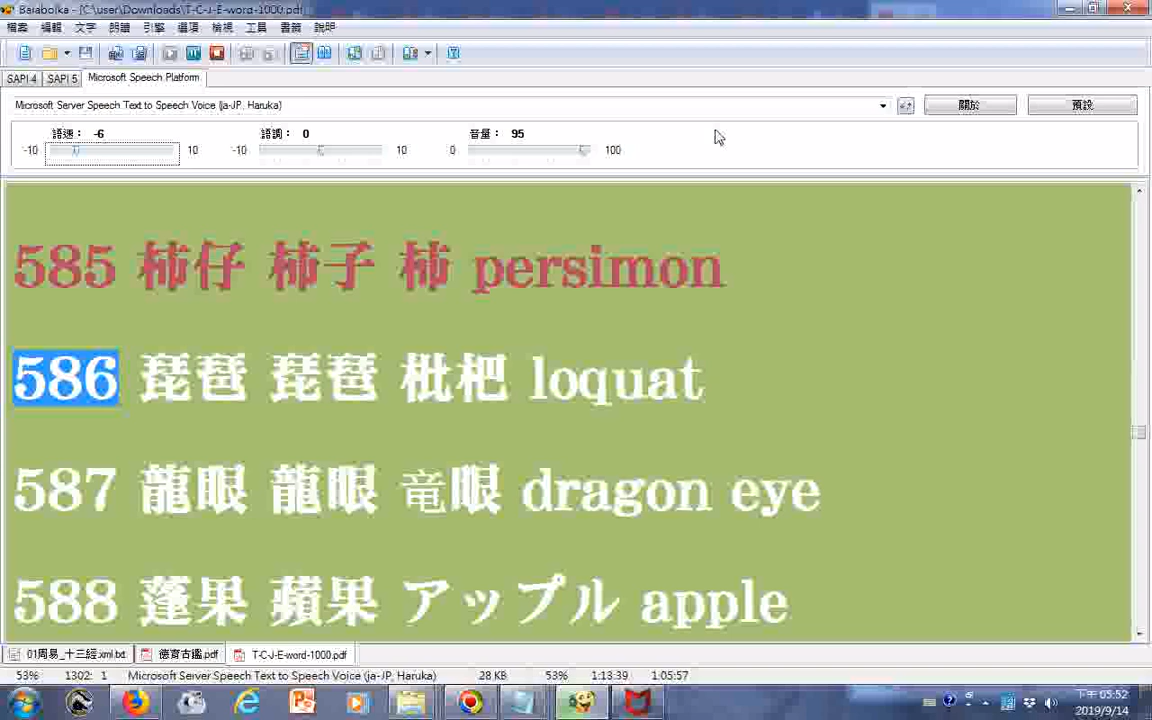 Balabolka - [C:\user\Downloads\T-C-J-E-word-1000.pdf]
檔案 編輯 文字 朗讀 引擎 選項 檢視 工具 書籤 說明
SAPI 4 SAPI 5 Microsoft Speech Platform
Microsoft Server Speech Text to Speech Voice (ja-JP, Haruka) 關於 預設
語速： -6 語調： 0 音量： 95
-10 10 -10 10 0 100
585 柿仔 柿子 柿 persimon
586 琵琶 琵琶 枇杷 loquat
587 龍眼 龍眼 竜眼 dragon eye
588 蓬果 蘋果 アップル apple
01周易_十三經.xml.txt 德育古鑑.pdf T-C-J-E-word-1000.pdf
53% 1302: 1 Microsoft Server Speech Text to Speech Voice (ja-JP, Haruka) 28 KB 53% 1:13:39 1:05:57
下午 05:52
2019/9/14